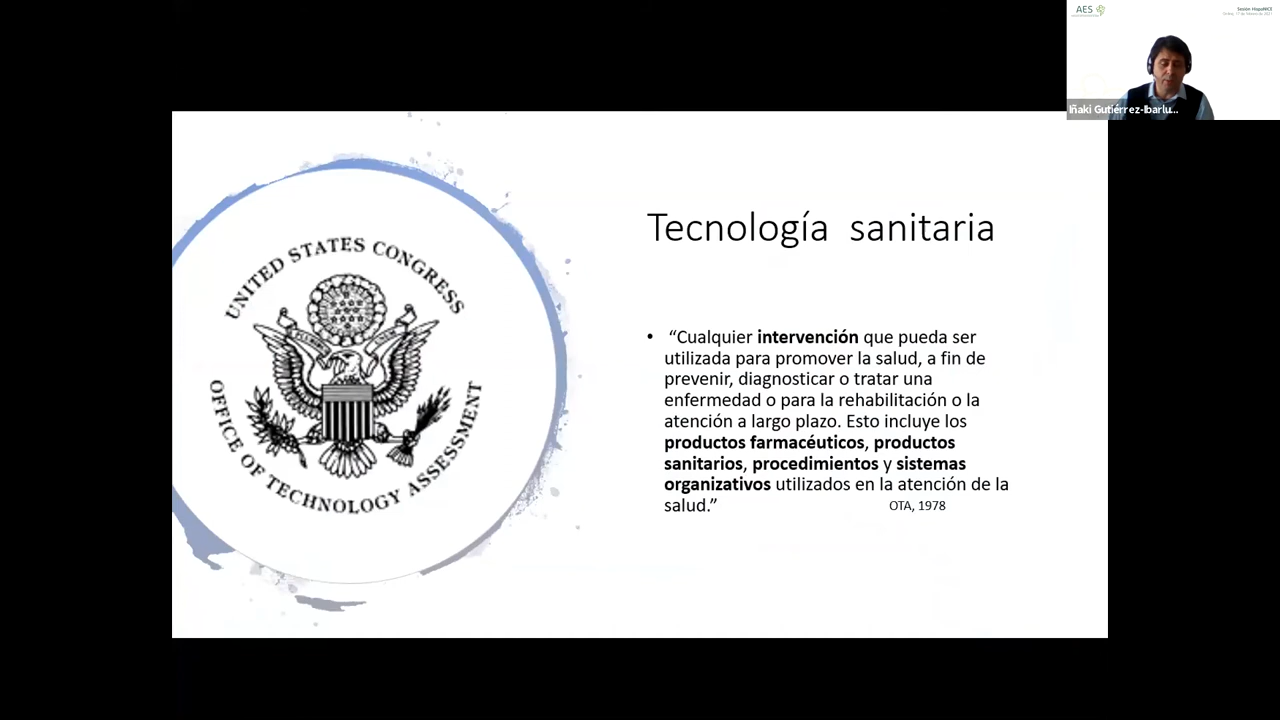 AES
Sesión HispaNICE
Iñaki Gutiérrez-Ibarlu...
UNITED STATES CONGRESS
OFFICE OF TECHNOLOGY ASSESSMENT
Tecnología sanitaria
• “Cualquier intervención que pueda ser
utilizada para promover la salud, a fin de
prevenir, diagnosticar o tratar una
enfermedad o para la rehabilitación o la
atención a largo plazo. Esto incluye los
productos farmacéuticos, productos
sanitarios, procedimientos y sistemas
organizativos utilizados en la atención de la
salud.” OTA, 1978